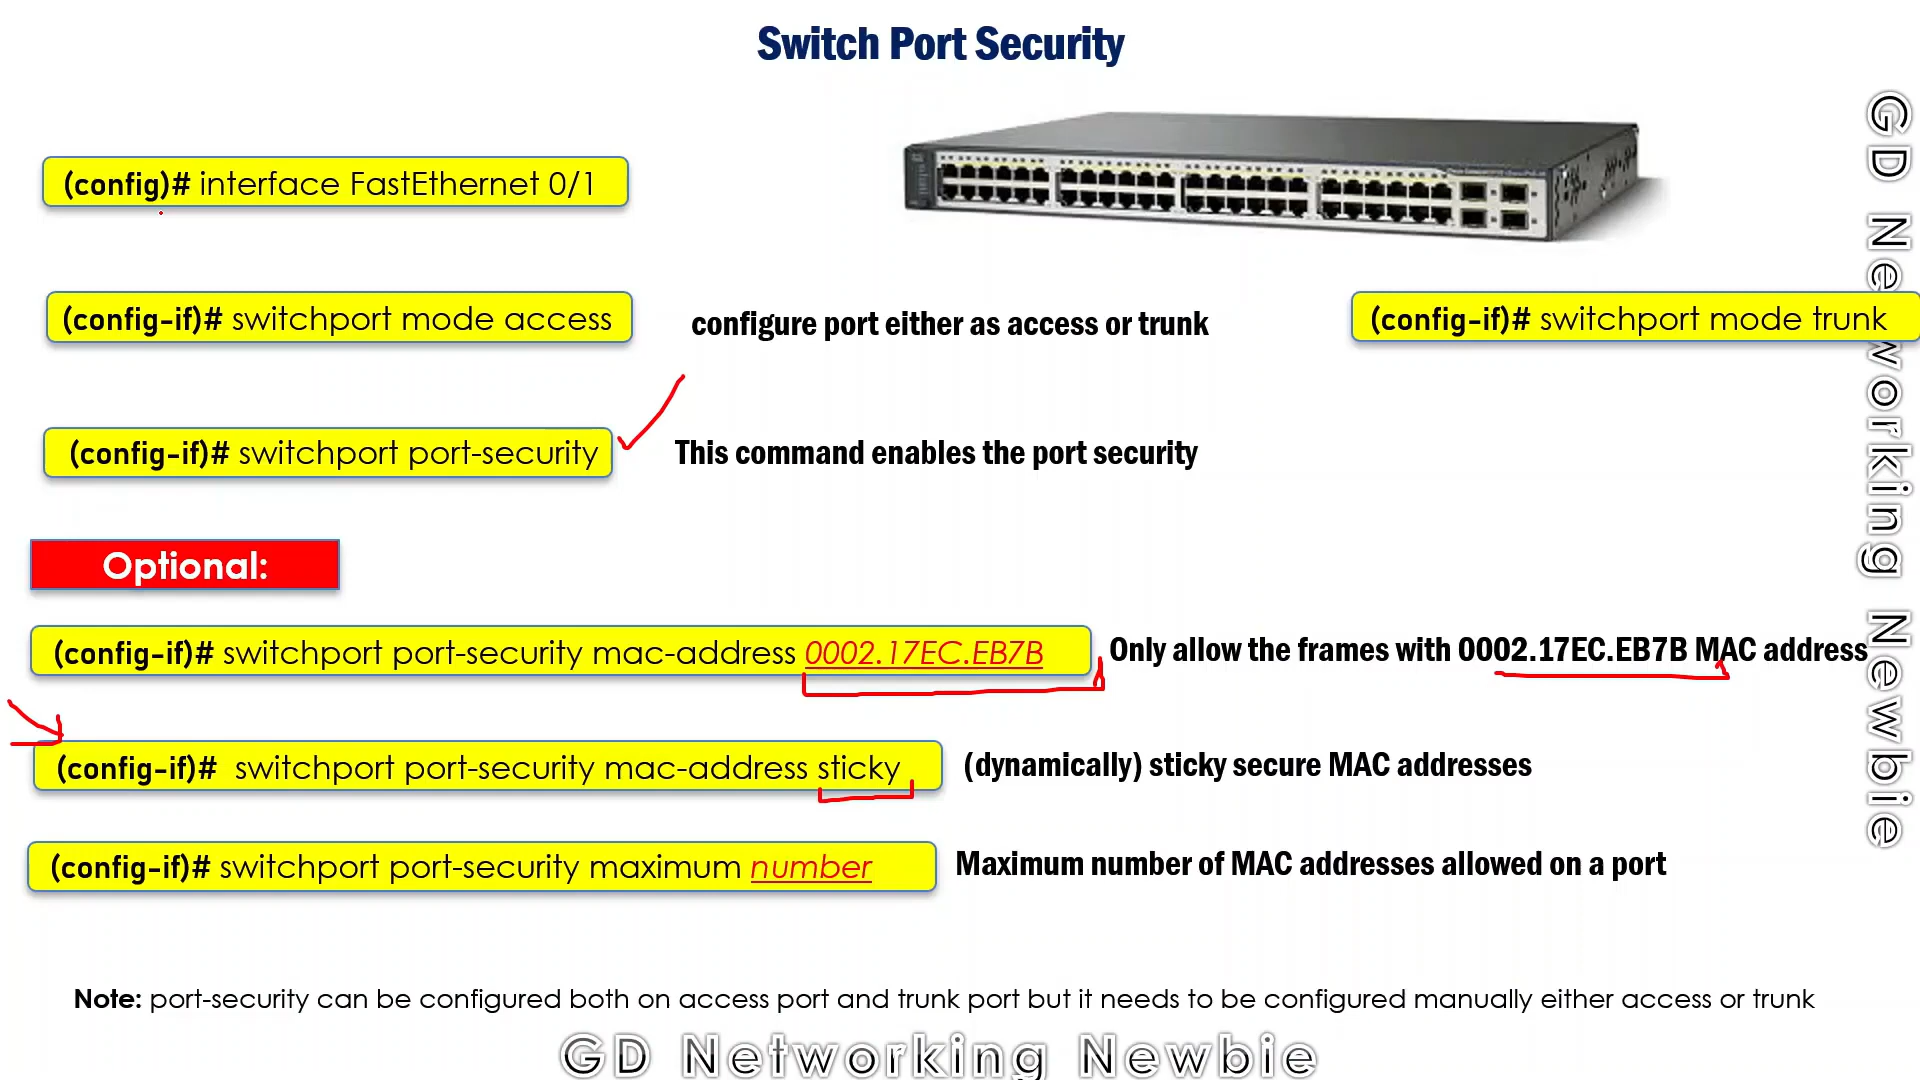 Switch Port Security
(config)# interface FastEthernet 0/1
(config-if)# switchport mode access
configure port either as access or trunk
(config-if)# switchport mode trunk
(config-if)# switchport port-security
This command enables the port security
Optional:
(config-if)# switchport port-security mac-address 0002.17EC.EB7B
Only allow the frames with 0002.17EC.EB7B MAC address
(config-if)# switchport port-security mac-address sticky
(dynamically) sticky secure MAC addresses
(config-if)# switchport port-security maximum number
Maximum number of MAC addresses allowed on a port
Note: port-security can be configured both on access port and trunk port but it needs to be configured manually either access or trunk
GD Networking Newbie
GD Networking Newbie